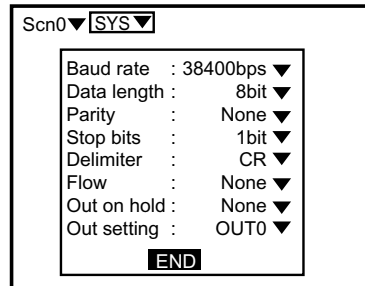 Scn0▼ SYS▼
Baud rate : 38400bps ▼
Data length : 8bit ▼
Parity : None ▼
Stop bits : 1bit ▼
Delimiter : CR ▼
Flow : None ▼
Out on hold : None ▼
Out setting : OUT0 ▼
END